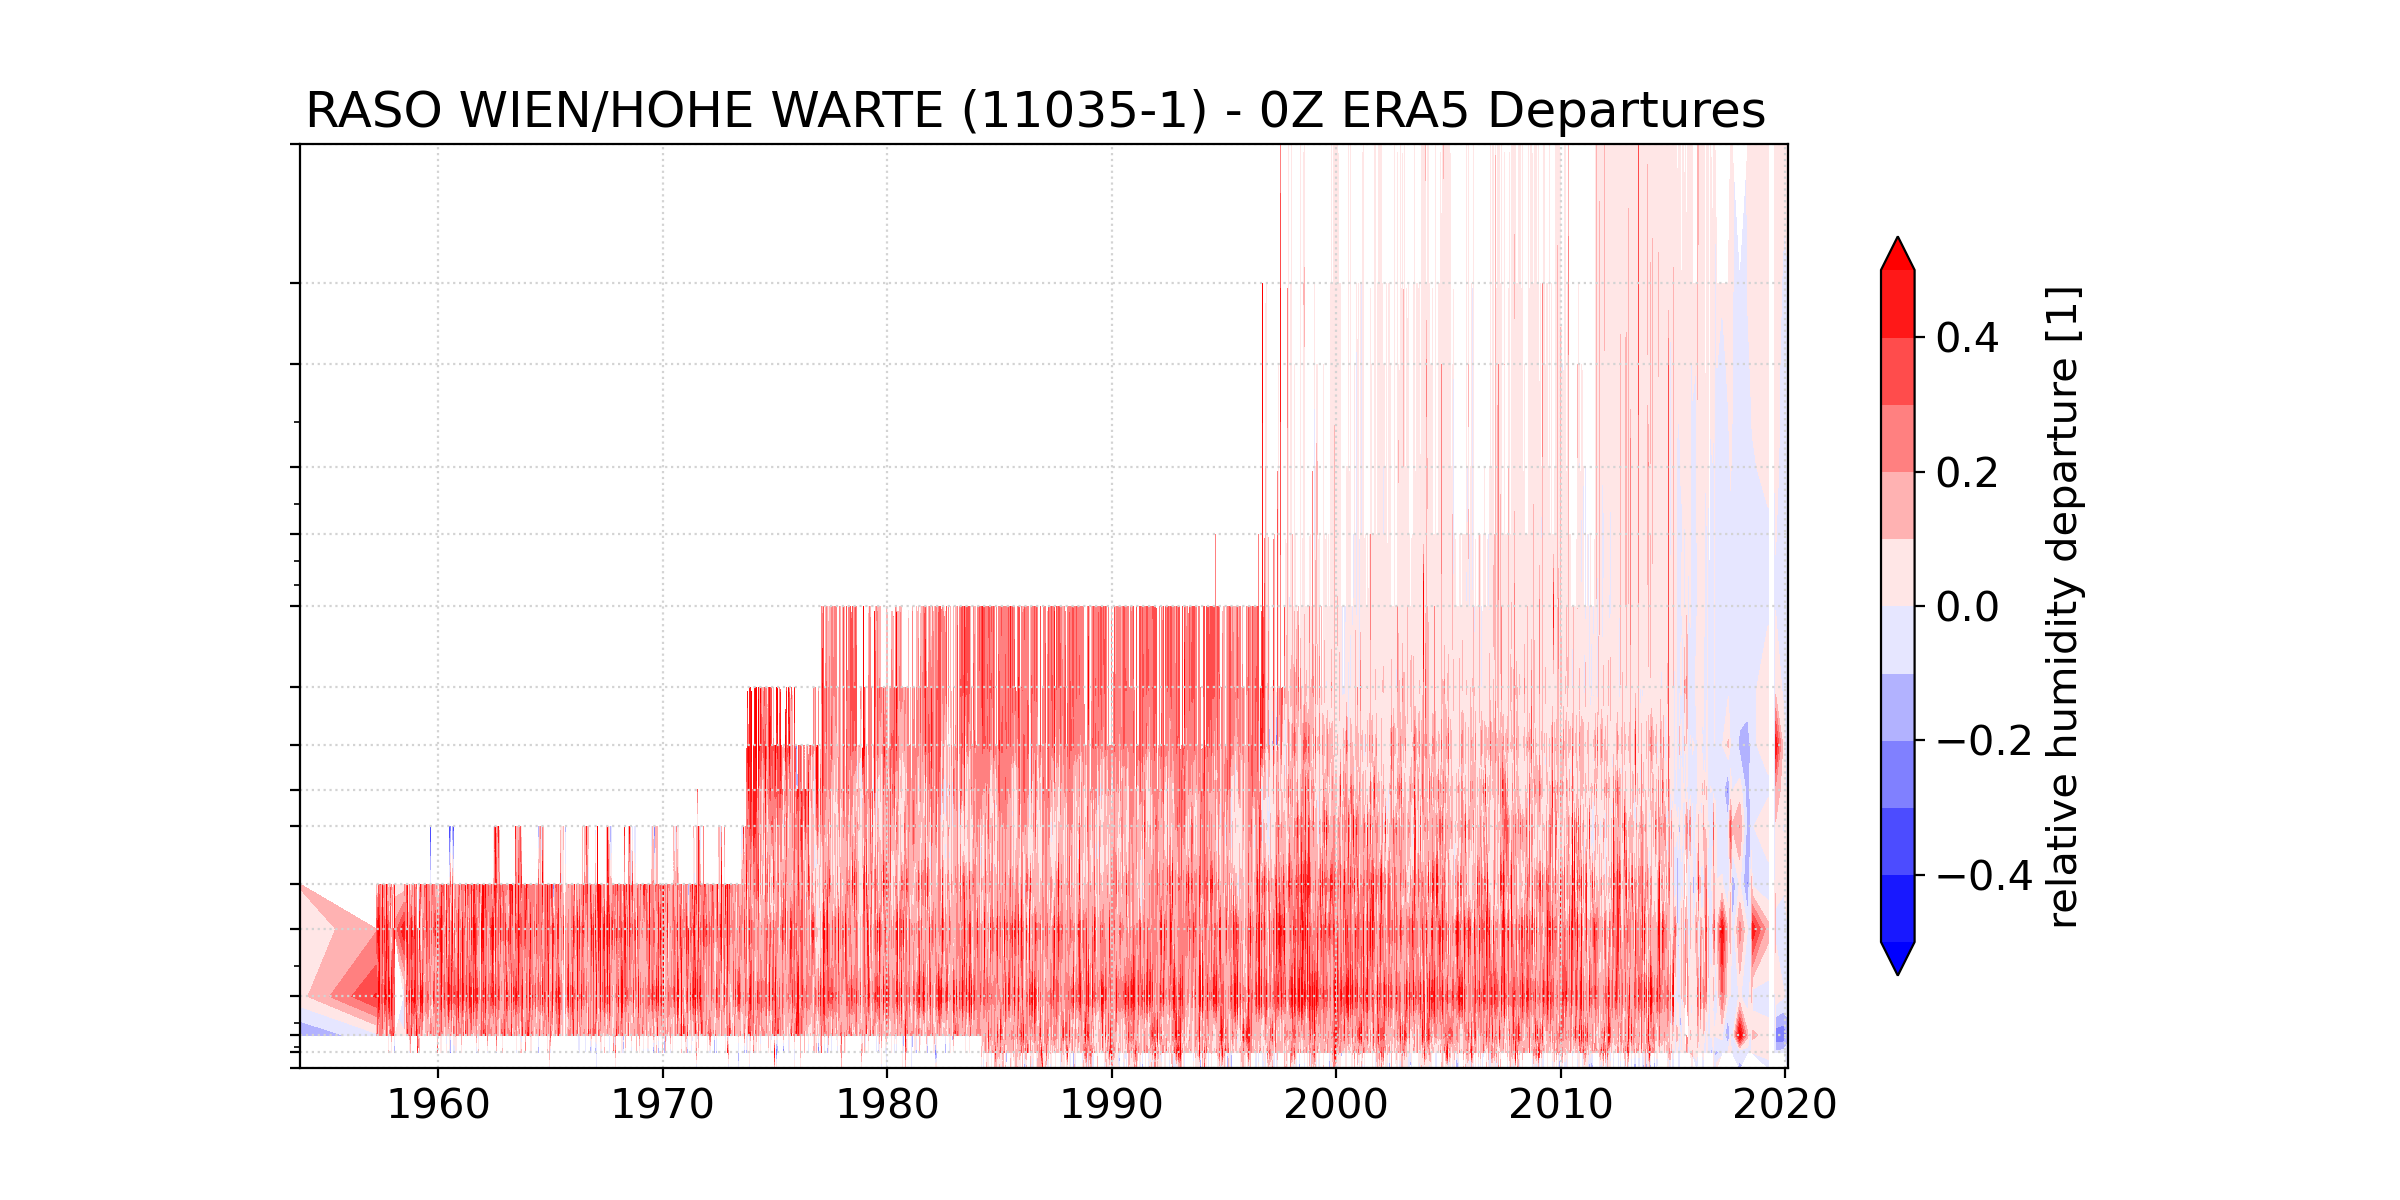 RASO WIEN/HOHE WARTE (11035-1) - 0Z ERA5 Departures
0.4
0.2
0.0
−0.2
−0.4
relative humidity departure [1]
1960 1970 1980 1990 2000 2010 2020